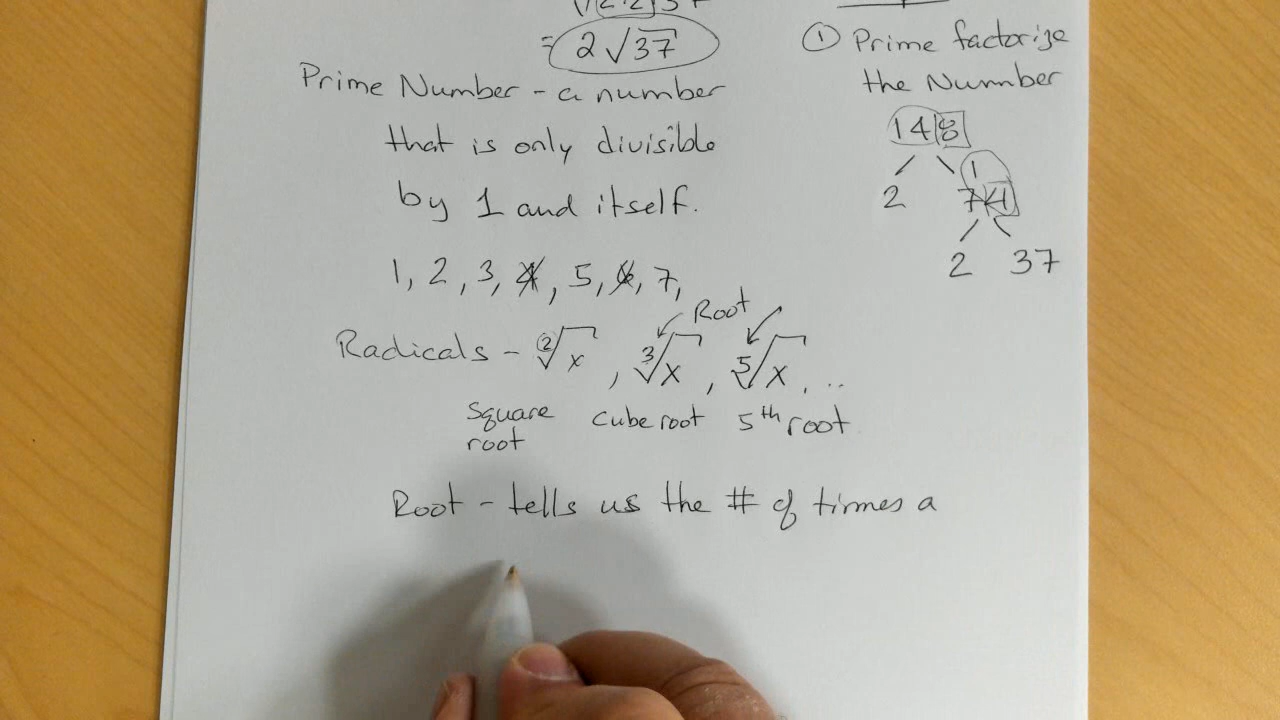 = 2√37
Prime Number - a number
that is only divisible
by 1 and itself.
1, 2, 3, 4, 5, 6, 7,
Root
Radicals - ²√x , ³√x , ⁵√x , ..
square root
cube root
5th root
Root - tells us the # of times a
① Prime factorize
the Number
148
1
2 74
2 37